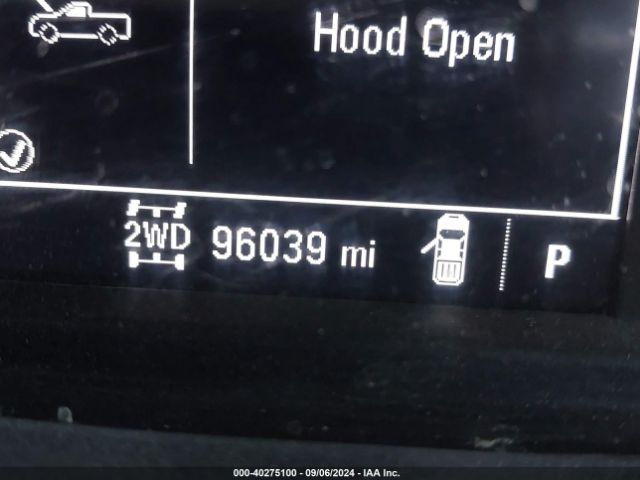 Hood Open
2WD 96039 mi P
000-40275100 - 09/06/2024 - IAA Inc.